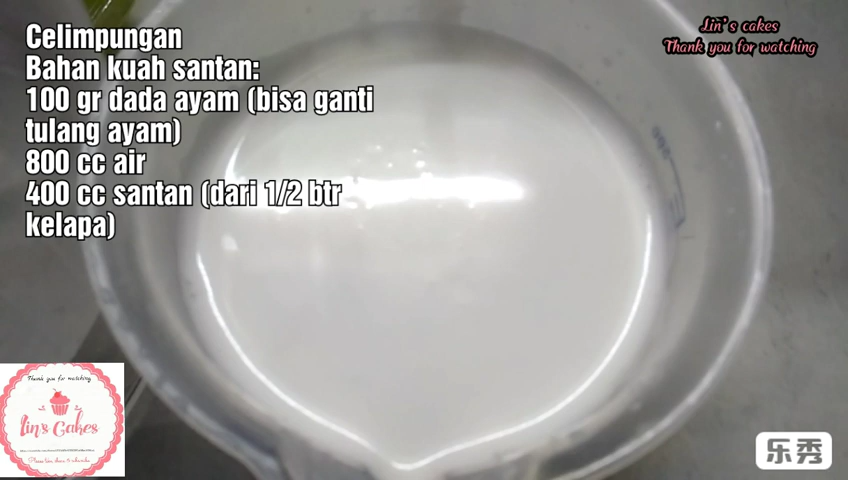 Celimpungan
Bahan kuah santan:
100 gr dada ayam (bisa ganti
tulang ayam)
800 cc air
400 cc santan (dari 1/2 btr
kelapa)
Lin's cakes
Thank you for watching
Thank you for watching
Lin's Cakes
乐秀